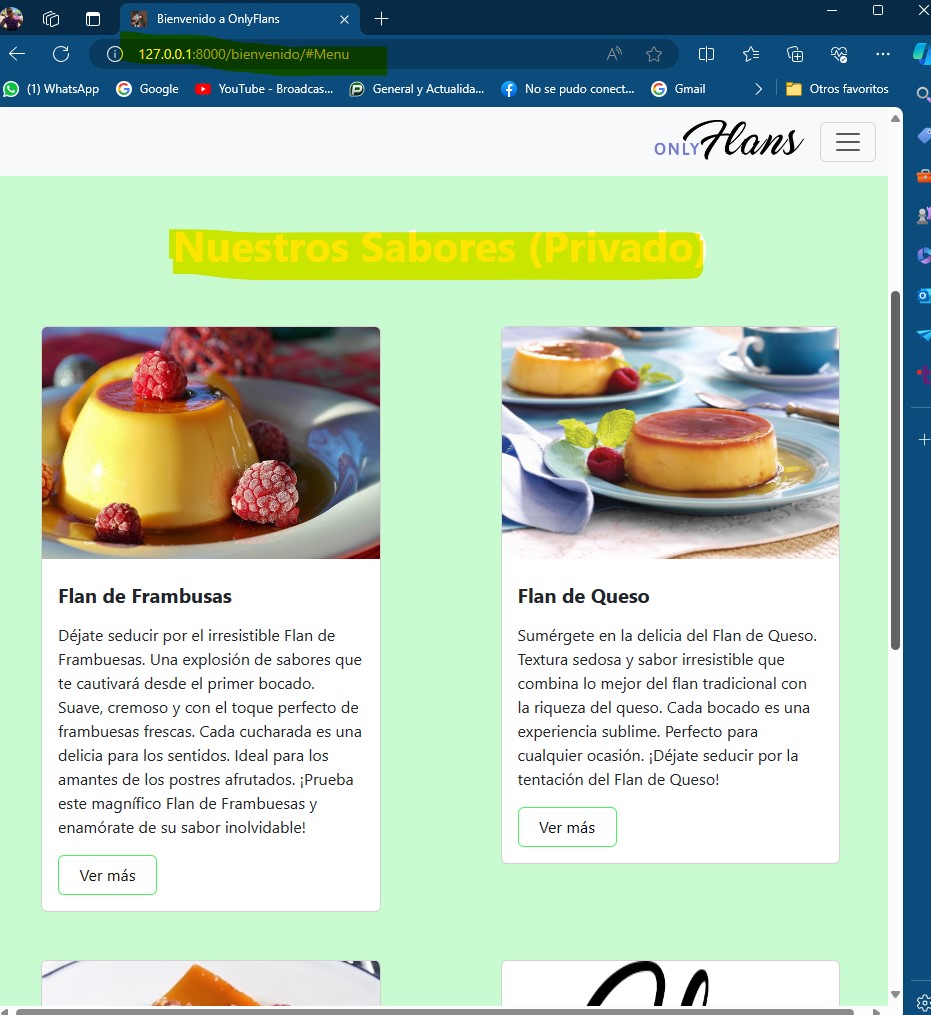 Bienvenido a OnlyFlans
127.0.0.1:8000/bienvenido/#Menu
(1) WhatsApp
Google
YouTube - Broadcas...
General y Actualida...
No se pudo conect...
Gmail
Otros favoritos
ONLY Flans
Nuestros Sabores (Privado)
Flan de Frambusas
Déjate seducir por el irresistible Flan de
Frambuesas. Una explosión de sabores que
te cautivará desde el primer bocado.
Suave, cremoso y con el toque perfecto de
frambuesas frescas. Cada cucharada es una
delicia para los sentidos. Ideal para los
amantes de los postres afrutados. ¡Prueba
este magnífico Flan de Frambuesas y
enamórate de su sabor inolvidable!
Ver más
Flan de Queso
Sumérgete en la delicia del Flan de Queso.
Textura sedosa y sabor irresistible que
combina lo mejor del flan tradicional con
la riqueza del queso. Cada bocado es una
experiencia sublime. Perfecto para
cualquier ocasión. ¡Déjate seducir por la
tentación del Flan de Queso!
Ver más